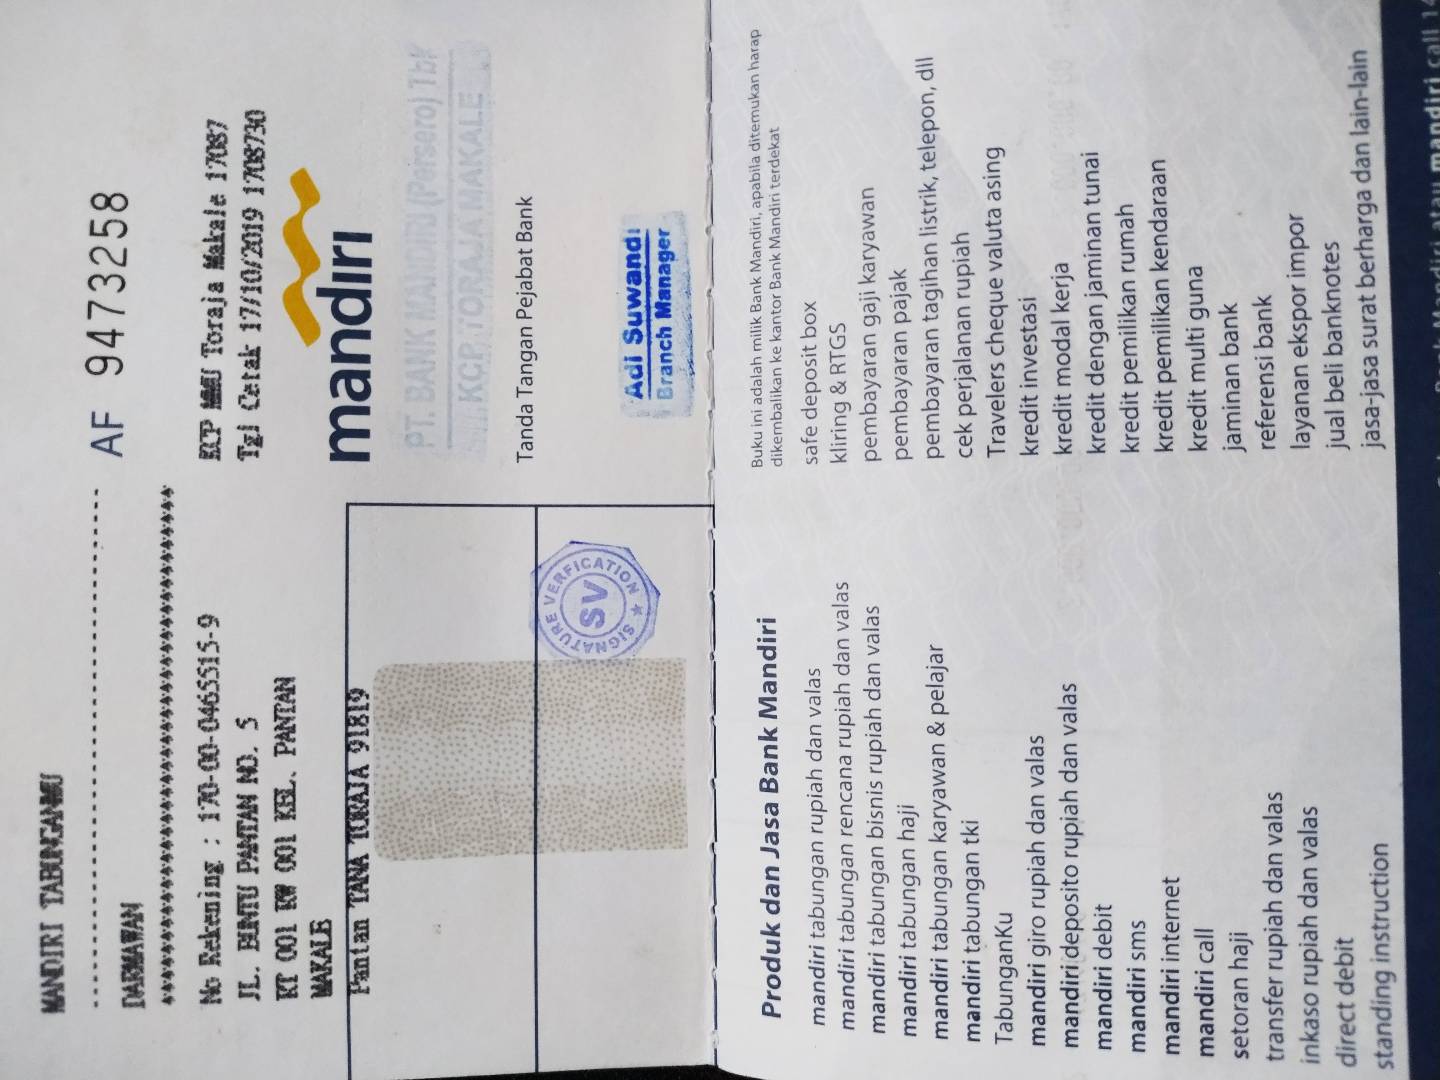 MANDIRI TABUNGANMU
DARMAWAN
No Rekening : 170-00-0465515-9
JL. BUNTU PANTAN NO. 5
RT 001 RW 001 KEL. PANTAN
MAKALE
Pantan TANA TORAJA 91819
AF 9473258
KCP MMU Toraja Makale 17087
Tgl Cetak 17/10/2019 1708730
mandiri
PT. BANK MANDIRI (Persero) Tbk
KCP TORAJA MAKALE
Tanda Tangan Pejabat Bank
SIGNATURE VERFICATION
SV
Adi Suwandi
Branch Manager
Produk dan Jasa Bank Mandiri
mandiri tabungan rupiah dan valas
mandiri tabungan rencana rupiah dan valas
mandiri tabungan bisnis rupiah dan valas
mandiri tabungan haji
mandiri tabungan karyawan & pelajar
mandiri tabungan tki
TabunganKu
mandiri giro rupiah dan valas
mandiri deposito rupiah dan valas
mandiri debit
mandiri sms
mandiri internet
mandiri call
setoran haji
transfer rupiah dan valas
inkaso rupiah dan valas
direct debit
standing instruction
Buku ini adalah milik Bank Mandiri, apabila ditemukan harap
dikembalikan ke kantor Bank Mandiri terdekat
safe deposit box
kliring & RTGS
pembayaran gaji karyawan
pembayaran pajak
pembayaran tagihan listrik, telepon, dll
cek perjalanan rupiah
Travelers cheque valuta asing
kredit investasi
kredit modal kerja
kredit dengan jaminan tunai
kredit pemilikan rumah
kredit pemilikan kendaraan
kredit multi guna
jaminan bank
referensi bank
layanan ekspor impor
jual beli banknotes
jasa-jasa surat berharga dan lain-lain
Bank Mandiri atau mandiri call 14